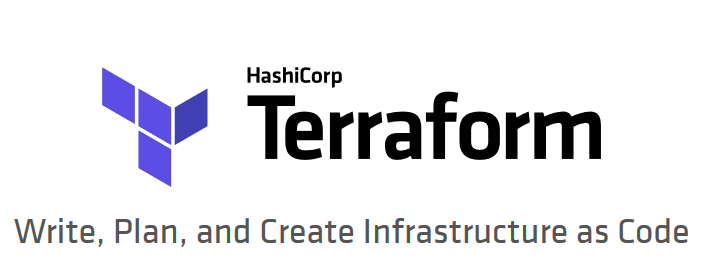 HashiCorp
Terraform
Write, Plan, and Create Infrastructure as Code